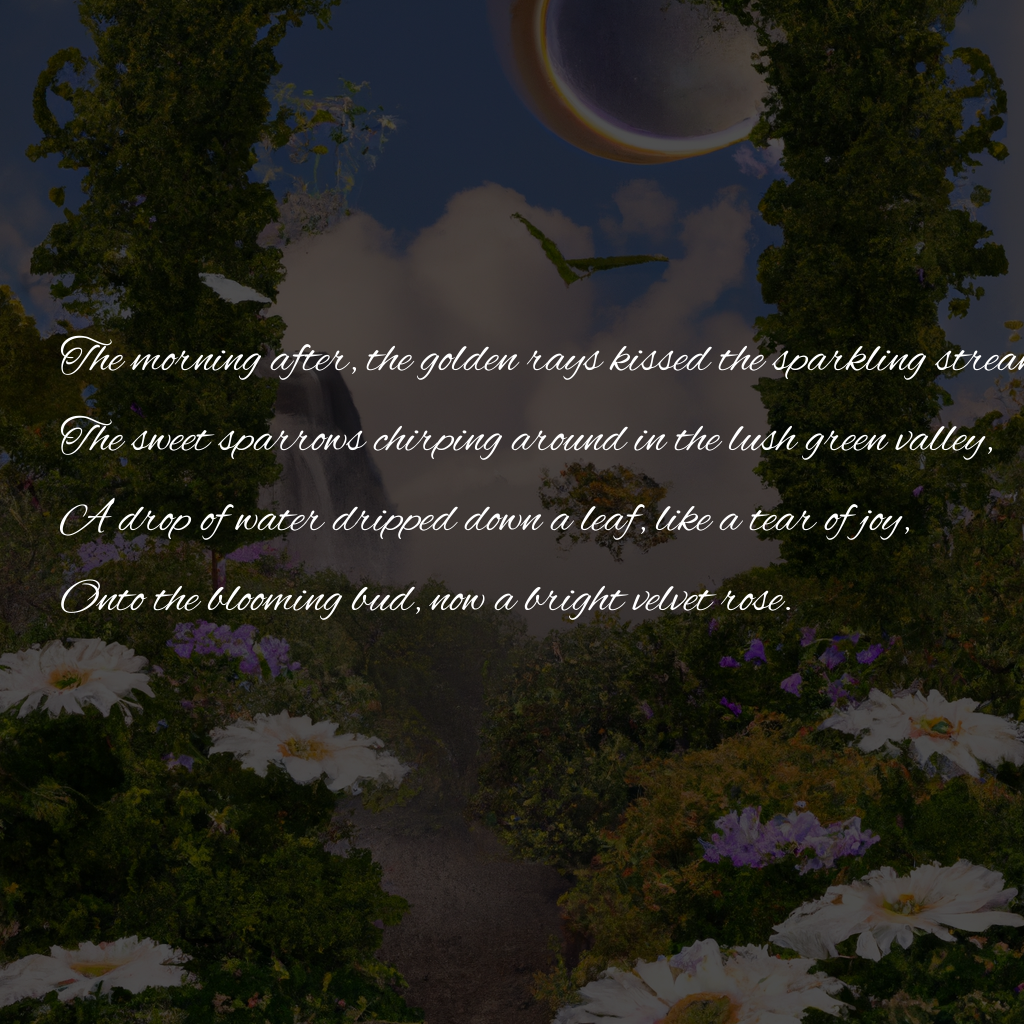 The morning after, the golden rays kissed the sparkling
The sweet sparrows chirping around in the lush green valley,
A drop of water dripped down a leaf, like a tear of joy,
Onto the blooming bud, now a bright velvet rose.